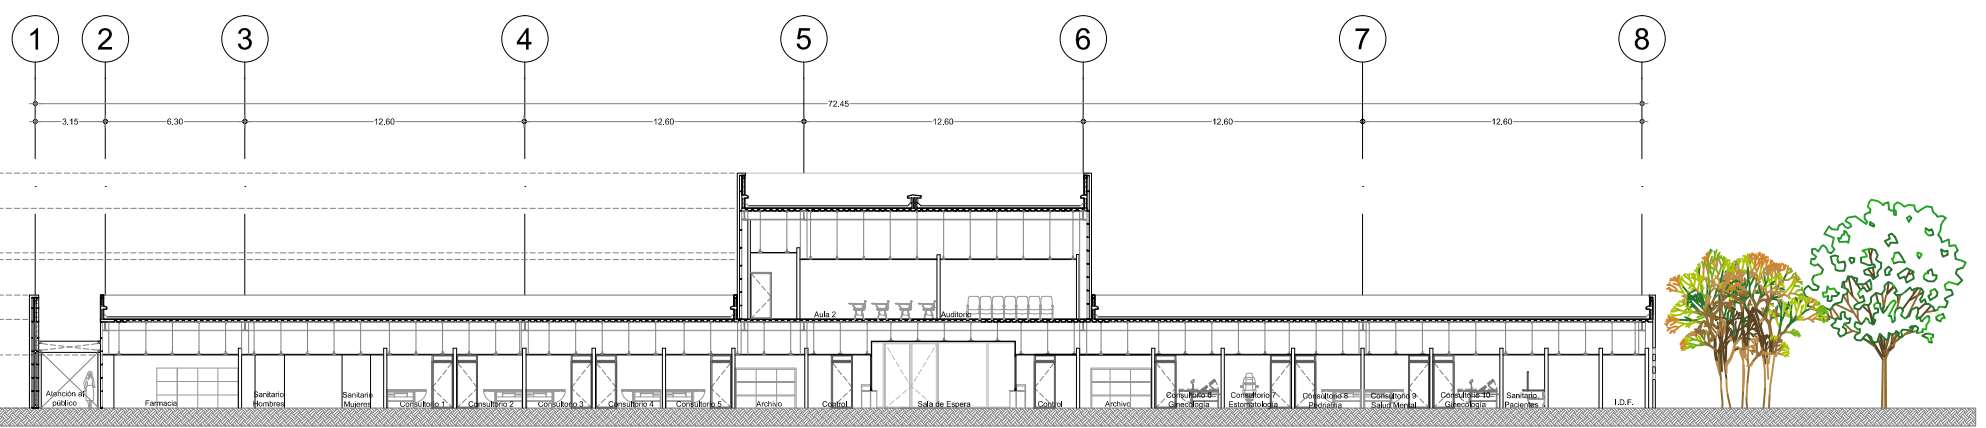 1 2 3 4 5 6 7 8
72.45
3.15 6.30 12.60 12.60 12.60 12.60 12.60
Aula 2 Auditorio
Atención al
público
Farmacia
Sanitario
Hombres
Sanitario
Mujeres
Consultorio 1
Consultorio 2
Consultorio 3
Consultorio 4
Consultorio 5
Archivo
Control
Sala de Espera
Control
Archivo
Consultorio 6
Ginecología
Consultorio 7
Estomatología
Consultorio 8
Pediatria
Consultorio 9
Salud Mental
Consultorio 10
Ginecología
Sanitario
Pacientes
I.D.F.